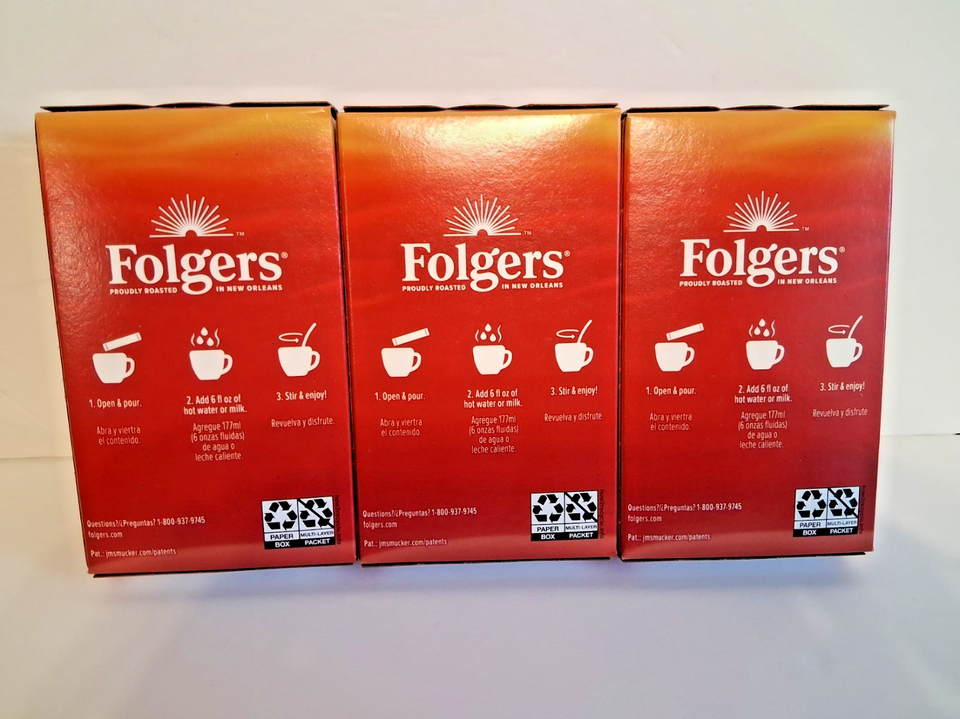 Folgers®
PROUDLY ROASTED IN NEW ORLEANS
1. Open & pour.
Abra y viertra
el contenido.
2. Add 6 fl oz of
hot water or milk.
Agregue 177ml
(6 onzas fluidas)
de agua o
leche caliente.
3. Stir & enjoy!
Revuelva y disfrute.
Questions?/¿Preguntas? 1-800-937-9745
folgers.com
Pat.: jmsmucker.com/patents
PAPER
BOX
MULTI-LAYER
PACKET
Folgers®
PROUDLY ROASTED IN NEW ORLEANS
1. Open & pour.
Abra y viertra
el contenido.
2. Add 6 fl oz of
hot water or milk.
Agregue 177ml
(6 onzas fluidas)
de agua o
leche caliente.
3. Stir & enjoy!
Revuelva y disfrute.
Questions?/¿Preguntas? 1-800-937-9745
folgers.com
Pat.: jmsmucker.com/patents
PAPER
BOX
MULTI-LAYER
PACKET
Folgers®
PROUDLY ROASTED IN NEW ORLEANS
1. Open & pour.
Abra y viertra
el contenido.
2. Add 6 fl oz of
hot water or milk.
Agregue 177ml
(6 onzas fluidas)
de agua o
leche caliente.
3. Stir & enjoy!
Revuelva y disfrute.
Questions?/¿Preguntas? 1-800-937-9745
folgers.com
Pat.: jmsmucker.com/patents
PAPER
BOX
MULTI-LAYER
PACKET